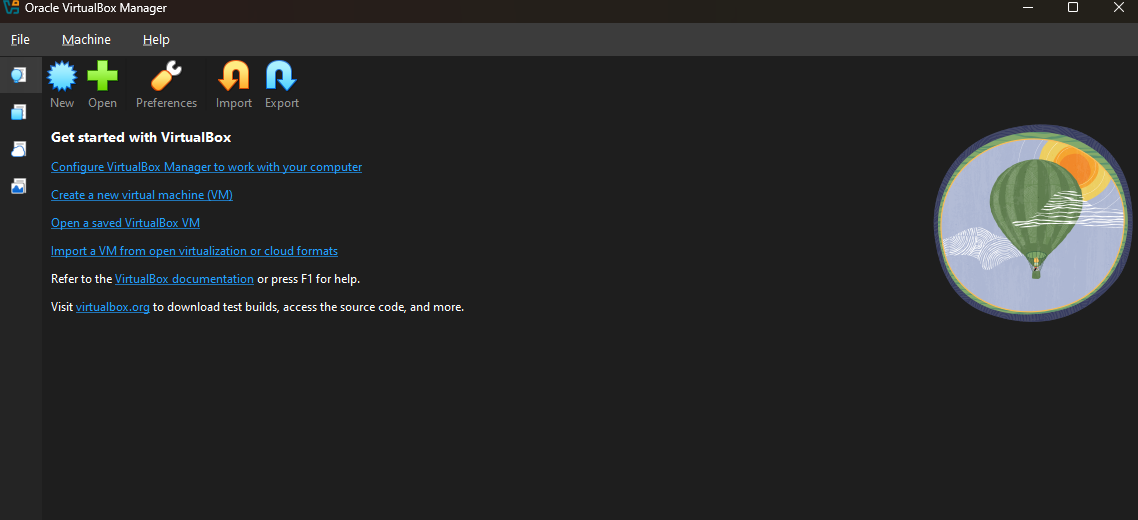 Oracle VirtualBox Manager
File Machine Help
New Open Preferences Import Export
Get started with VirtualBox
Configure VirtualBox Manager to work with your computer
Create a new virtual machine (VM)
Open a saved VirtualBox VM
Import a VM from open virtualization or cloud formats
Refer to the VirtualBox documentation or press F1 for help.
Visit virtualbox.org to download test builds, access the source code, and more.